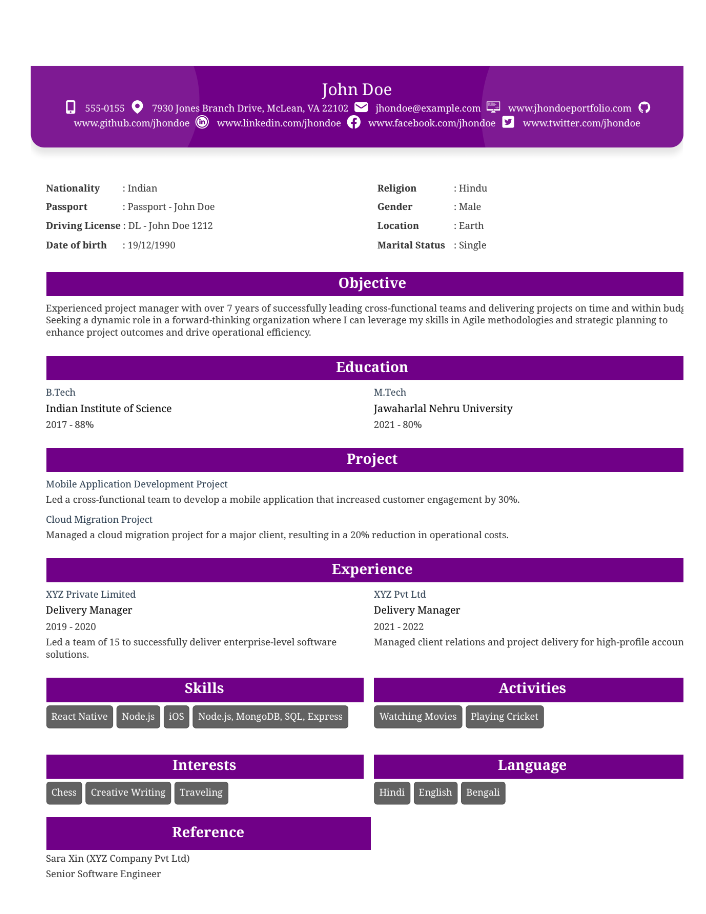 John Doe
555-0155 7930 Jones Branch Drive, McLean, VA 22102 jhondoe@example.com www.jhondoeportfolio.com
www.github.com/jhondoe www.linkedin.com/jhondoe www.facebook.com/jhondoe www.twitter.com/jhondoe
Nationality : Indian
Passport : Passport - John Doe
Driving License : DL - John Doe 1212
Date of birth : 19/12/1990
Religion : Hindu
Gender : Male
Location : Earth
Marital Status : Single
Objective
Experienced project manager with over 7 years of successfully leading cross-functional teams and delivering projects on time and within
Seeking a dynamic role in a forward-thinking organization where I can leverage my skills in Agile methodologies and strategic planning to
enhance project outcomes and drive operational efficiency.
Education
B.Tech
Indian Institute of Science
2017 - 88%
M.Tech
Jawaharlal Nehru University
2021 - 80%
Project
Mobile Application Development Project
Led a cross-functional team to develop a mobile application that increased customer engagement by 30%.
Cloud Migration Project
Managed a cloud migration project for a major client, resulting in a 20% reduction in operational costs.
Experience
XYZ Private Limited
Delivery Manager
2019 - 2020
Led a team of 15 to successfully deliver enterprise-level software
solutions.
XYZ Pvt Ltd
Delivery Manager
2021 - 2022
Managed client relations and project delivery for high-profile accoun
Skills
React Native Node.js iOS Node.js, MongoDB, SQL, Express
Activities
Watching Movies Playing Cricket
Interests
Chess Creative Writing Traveling
Language
Hindi English Bengali
Reference
Sara Xin (XYZ Company Pvt Ltd)
Senior Software Engineer